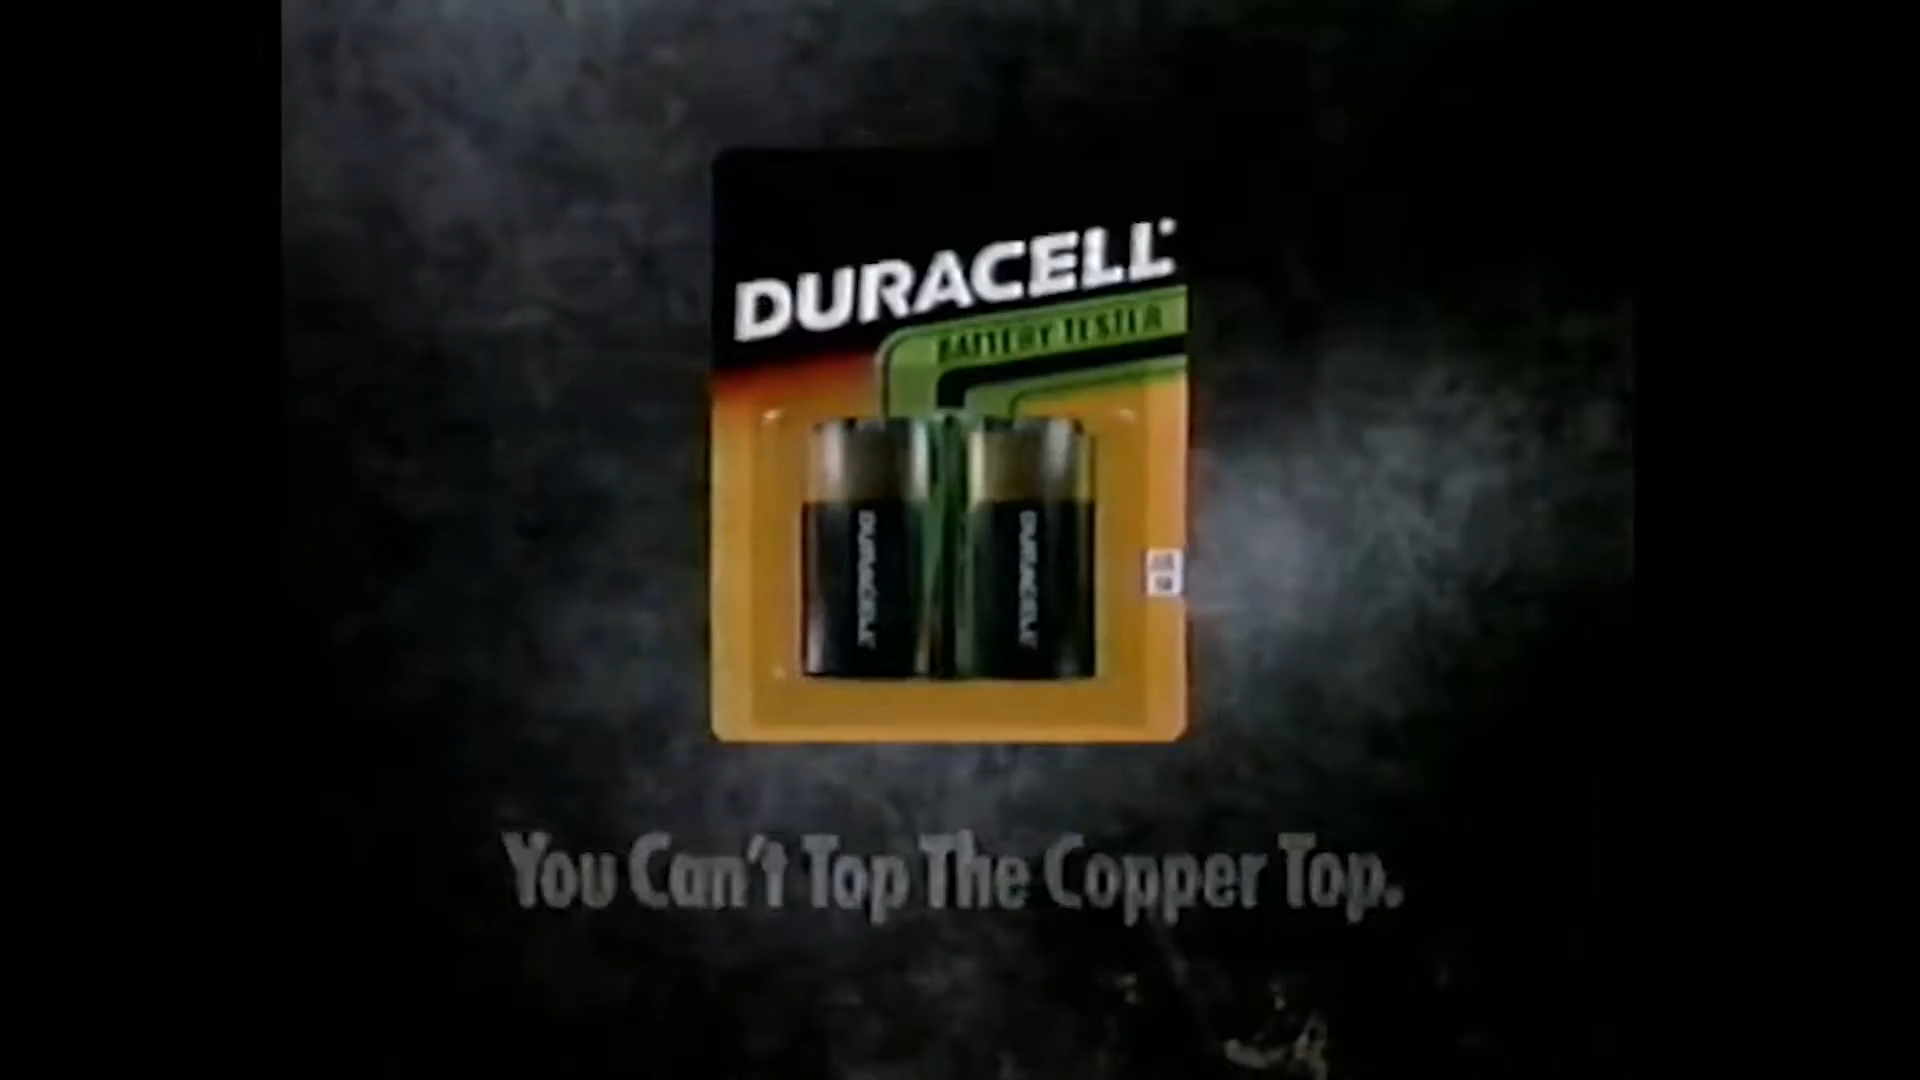 DURACELL
BATTERY TESTER
DURACELL
DURACELL
You Can't Top The Copper Top.